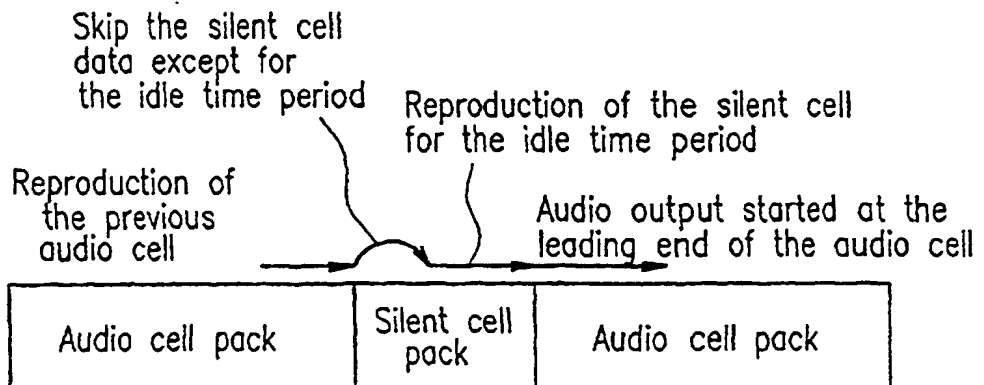 Skip the silent cell
data except for
the idle time period
Reproduction of the silent cell
for the idle time period
Reproduction of
the previous
audio cell
Audio output started at the
leading end of the audio cell
Audio cell pack
Silent cell
pack
Audio cell pack